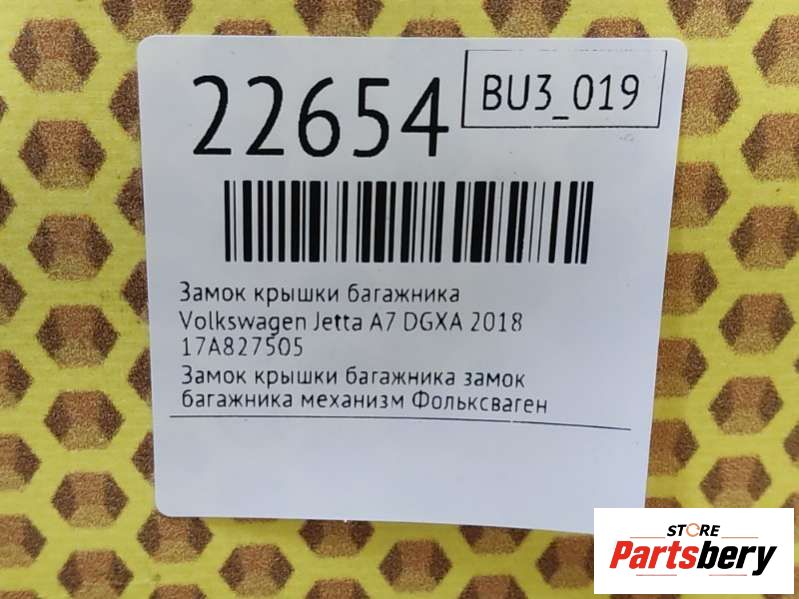 22654
BU3_019
Замок крышки багажника
Volkswagen Jetta A7 DGXA 2018
17A827505
Замок крышки багажника замок
багажника механизм Фольксваген
STORE
Partsbery